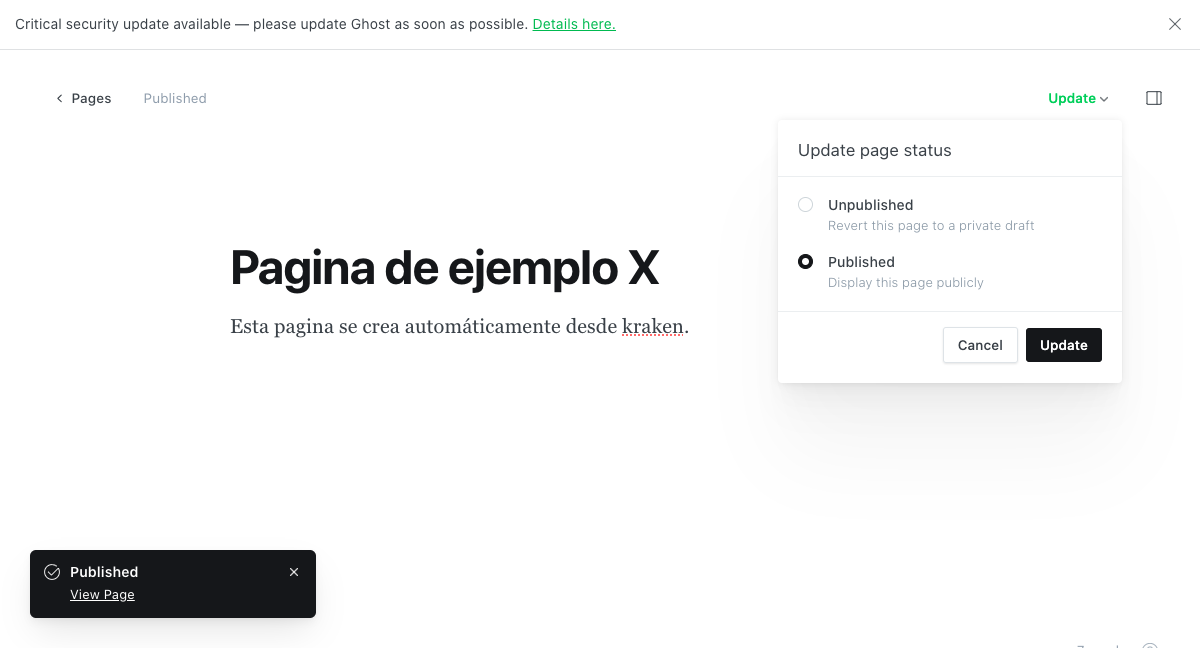 Critical security update available — please update Ghost as soon as possible. Details here.
Pages
Published
Update
Update page status
Unpublished
Revert this page to a private draft
Published
Display this page publicly
Cancel
Update
Pagina de ejemplo X
Esta pagina se crea automáticamente desde kraken.
Published
View Page